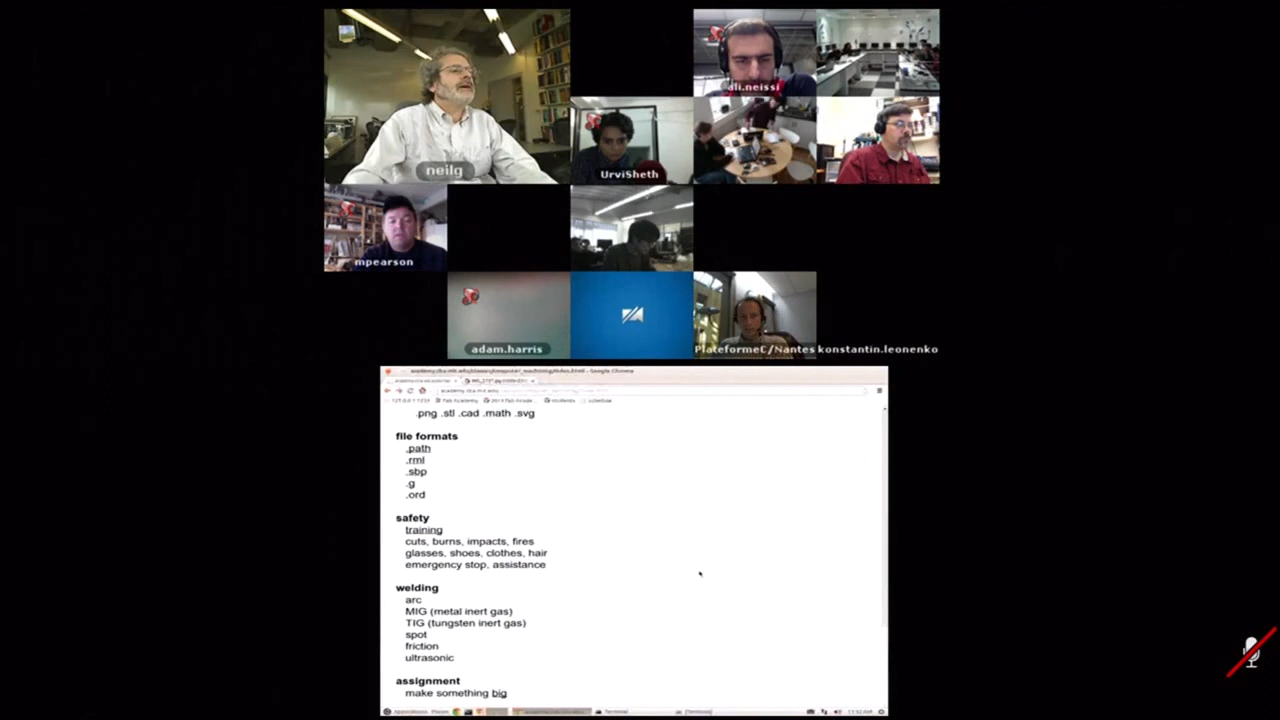 neilg
ali.neissi
UrviSheth
mpearson
adam.harris
PlateformeC/Nantes konstantin.leonenko
.png .stl .cad .math .svg
file formats
.path
.rml
.sbp
.g
.ord
safety
training
cuts, burns, impacts, fires
glasses, shoes, clothes, hair
emergency stop, assistance
welding
arc
MIG (metal inert gas)
TIG (tungsten inert gas)
spot
friction
ultrasonic
assignment
make something big